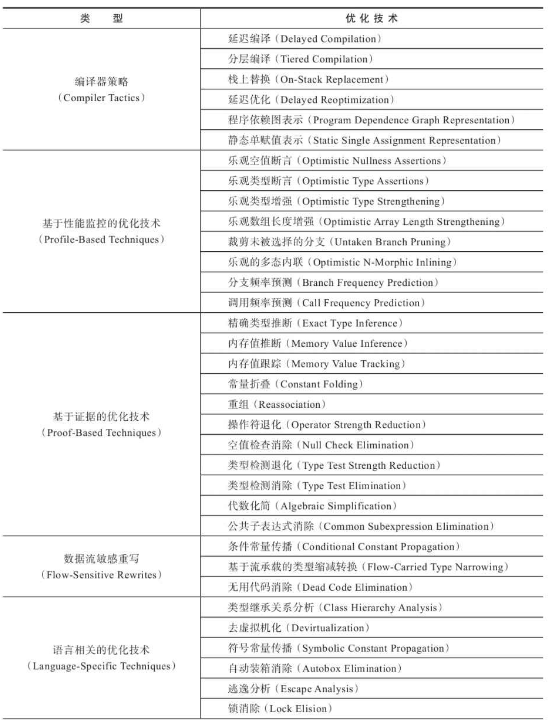 类 型 优化技术
编译器策略
(Compiler Tactics)
延迟编译(Delayed Compilation)
分层编译(Tiered Compilation)
栈上替换(On-Stack Replacement)
延迟优化(Delayed Reoptimization)
程序依赖图表示(Program Dependence Graph Representation)
静态单赋值表示(Static Single Assignment Representation)
基于性能监控的优化技术
(Profile-Based Techniques)
乐观空值断言(Optimistic Nullness Assertions)
乐观类型断言(Optimistic Type Assertions)
乐观类型增强(Optimistic Type Strengthening)
乐观数组长度增强(Optimistic Array Length Strengthening)
裁剪未被选择的分支(Untaken Branch Pruning)
乐观的多态内联(Optimistic N-Morphic Inlining)
分支频率预测(Branch Frequency Prediction)
调用频率预测(Call Frequency Prediction)
基于证据的优化技术
(Proof-Based Techniques)
精确类型推断(Exact Type Inference)
内存值推断(Memory Value Inference)
内存值跟踪(Memory Value Tracking)
常量折叠(Constant Folding)
重组(Reassociation)
操作符退化(Operator Strength Reduction)
空值检查消除(Null Check Elimination)
类型检测退化(Type Test Strength Reduction)
类型检测消除(Type Test Elimination)
代数化简(Algebraic Simplification)
公共子表达式消除(Common Subexpression Elimination)
数据流敏感重写
(Flow-Sensitive Rewrites)
条件常量传播(Conditional Constant Propagation)
基于流承载的类型缩减转换(Flow-Carried Type Narrowing)
无用代码消除(Dead Code Elimination)
语言相关的优化技术
(Language-Specific Techniques)
类型继承关系分析(Class Hierarchy Analysis)
去虚拟机化(Devirtualization)
符号常量传播(Symbolic Constant Propagation)
自动装箱消除(Autobox Elimination)
逃逸分析(Escape Analysis)
锁消除(Lock Elision)